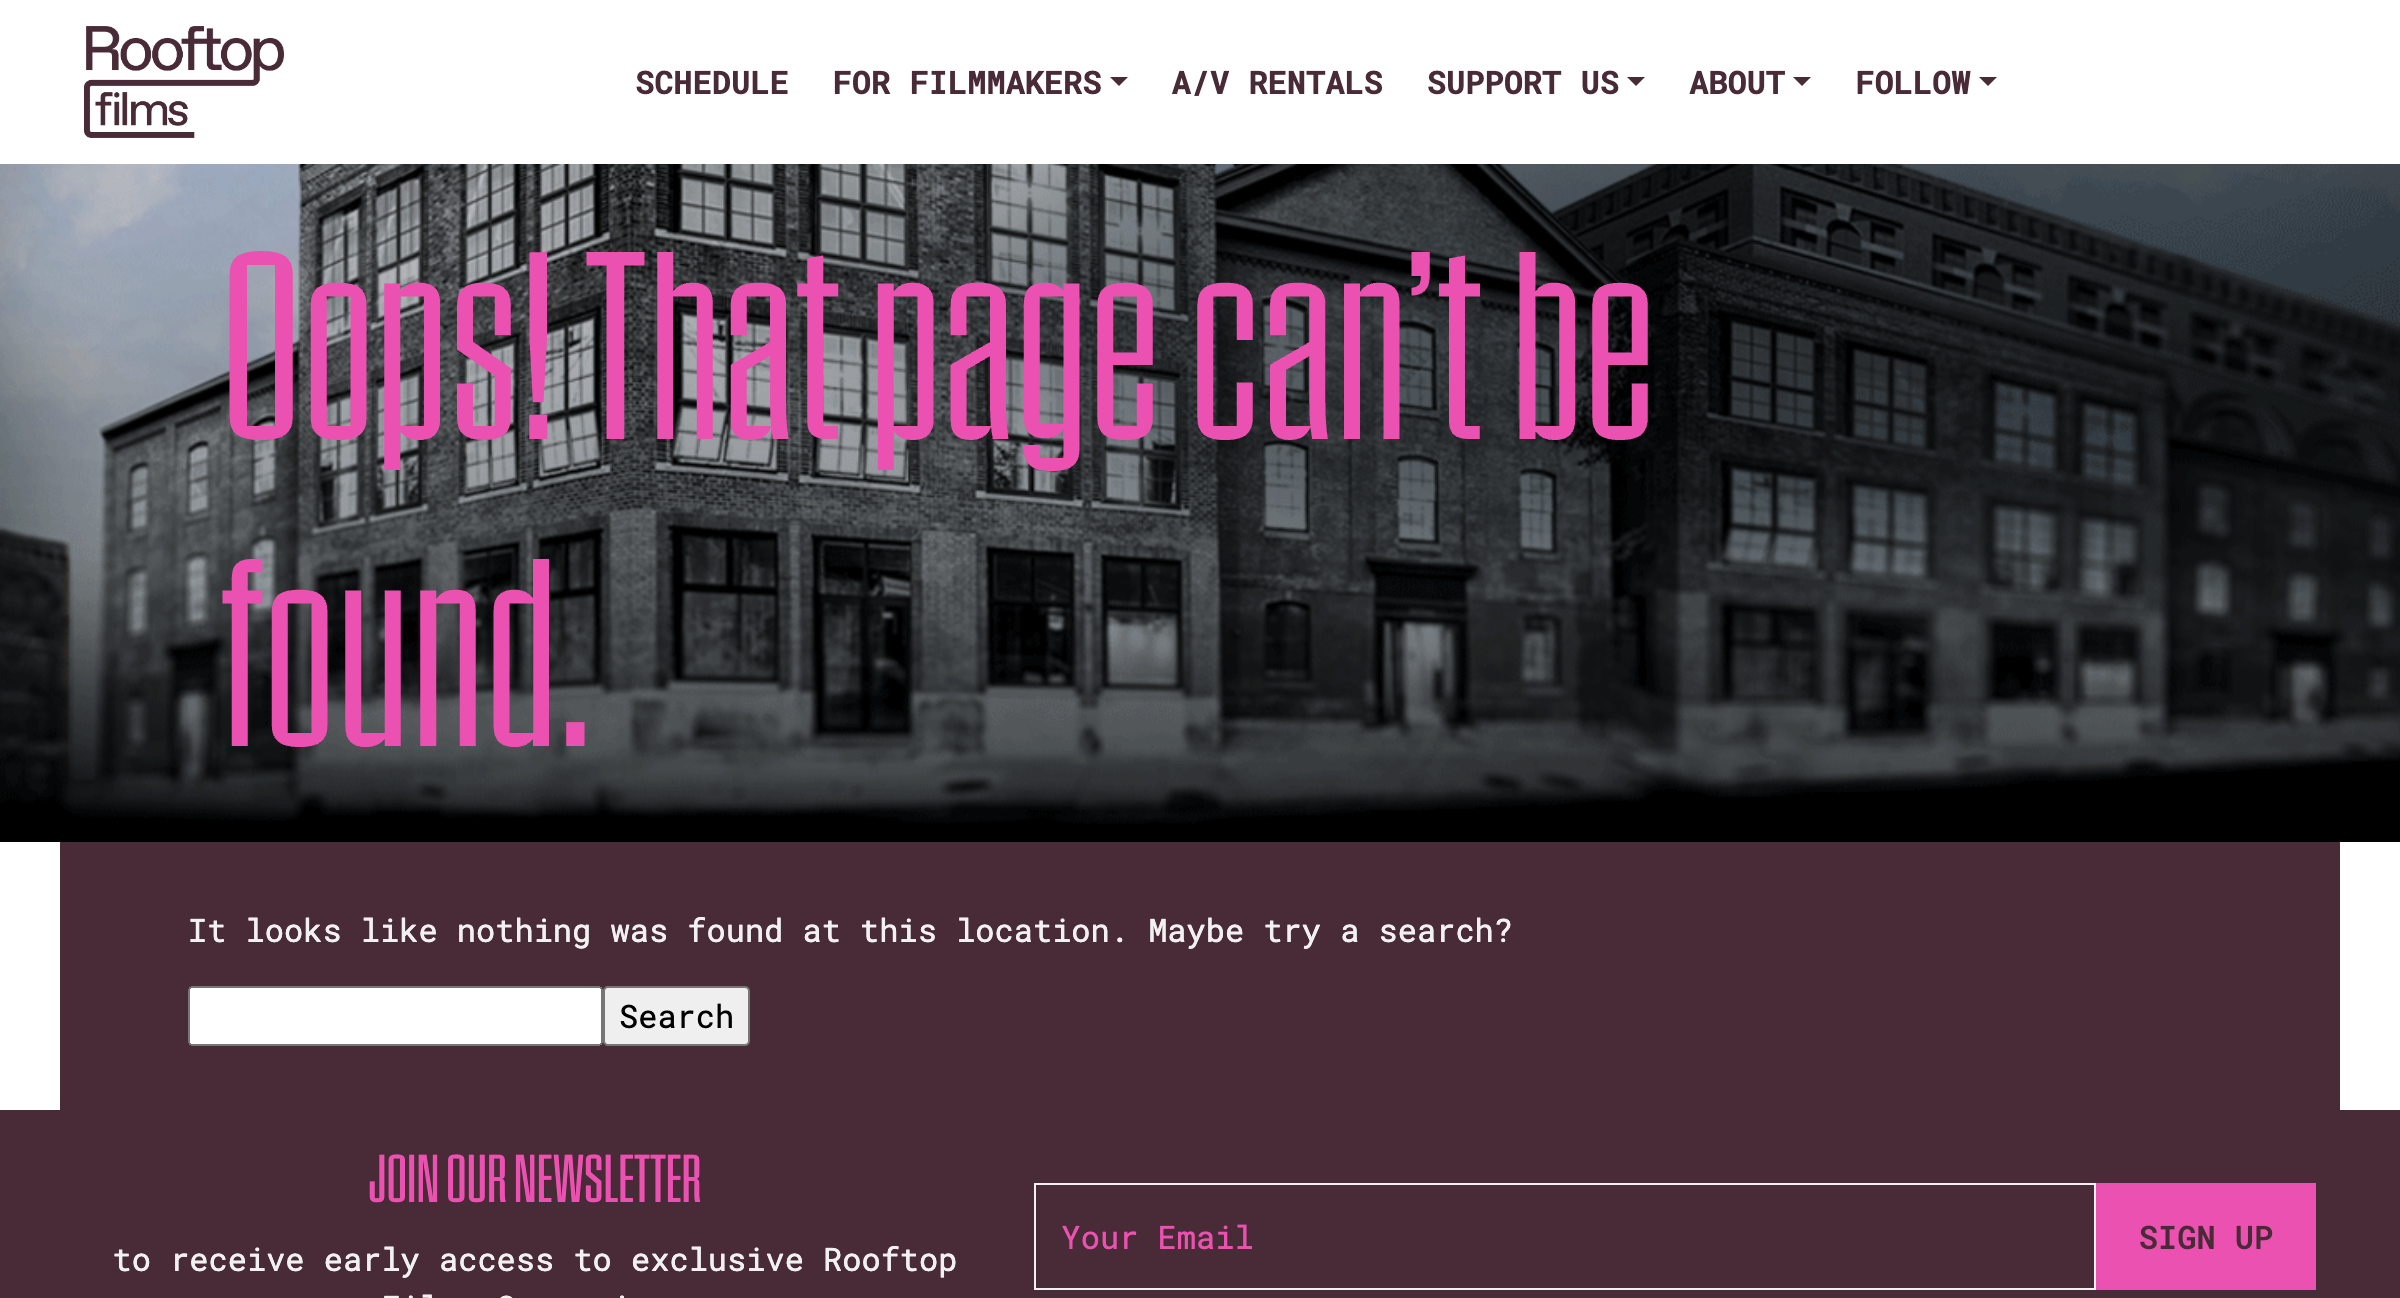 Rooftop
films
SCHEDULE FOR FILMMAKERS A/V RENTALS SUPPORT US ABOUT FOLLOW
Oops! That page can’t be
found.
It looks like nothing was found at this location. Maybe try a search?
Search
JOIN OUR NEWSLETTER
to receive early access to exclusive Rooftop
Your Email
SIGN UP